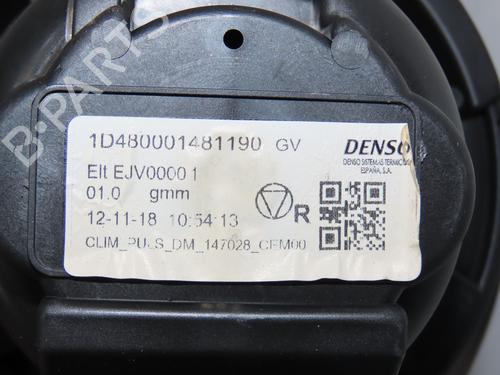 1D480001481190 GV
DENSO
DENSO SISTEMAS TERMICOS
ESPAÑA, S.A.
Elt EJV00001
01.0 gmm
12-11-18 10:54:13
R
CLIM_PULS_DM_147028_CEM00
B-PARTS